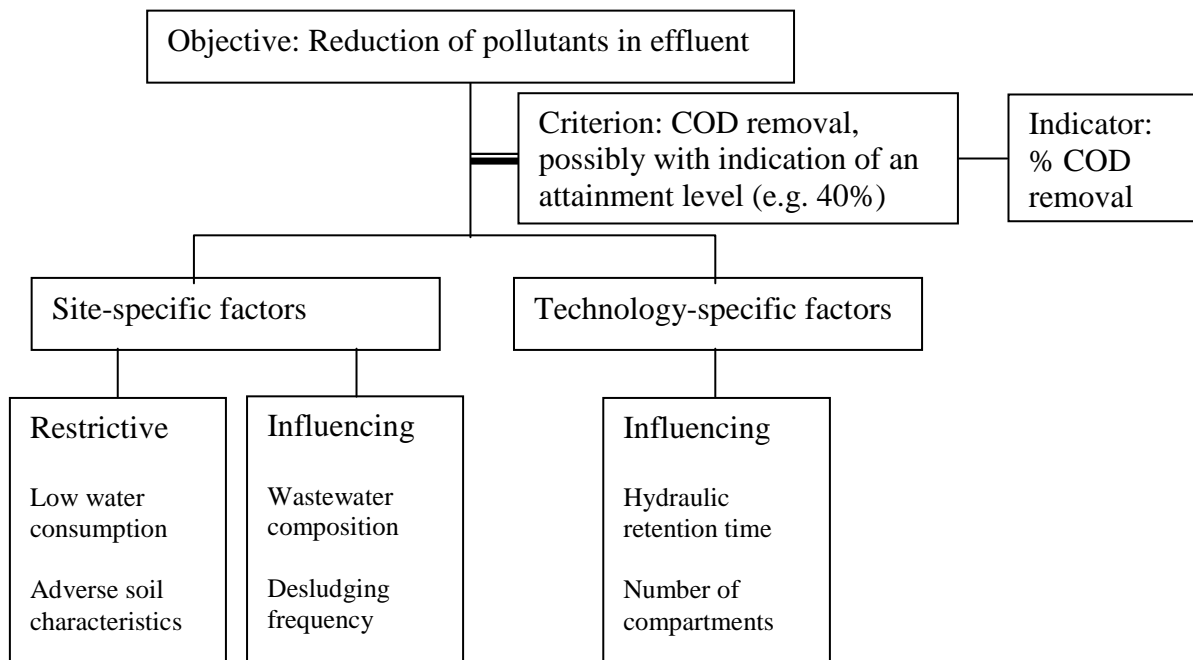 Objective: Reduction of pollutants in effluent
Criterion: COD removal,
possibly with indication of an
attainment level (e.g. 40%)
Indicator:
% COD
removal
Site-specific factors
Technology-specific factors
Restrictive
Low water
consumption
Adverse soil
characteristics
Influencing
Wastewater
composition
Desludging
frequency
Influencing
Hydraulic
retention time
Number of
compartments